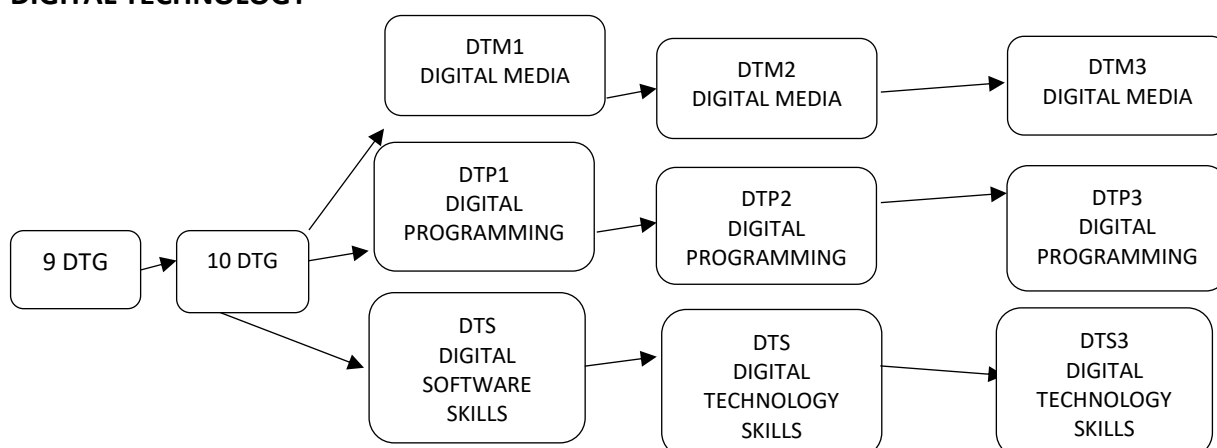 DIGITAL TECHNOLOGY
DTM1
DIGITAL MEDIA
DTM2
DIGITAL MEDIA
DTM3
DIGITAL MEDIA
DTP1
DIGITAL
PROGRAMMING
DTP2
DIGITAL
PROGRAMMING
DTP3
DIGITAL
PROGRAMMING
9 DTG
10 DTG
DTS
DIGITAL
SOFTWARE
SKILLS
DTS
DIGITAL
TECHNOLOGY
SKILLS
DTS3
DIGITAL
TECHNOLOGY
SKILLS